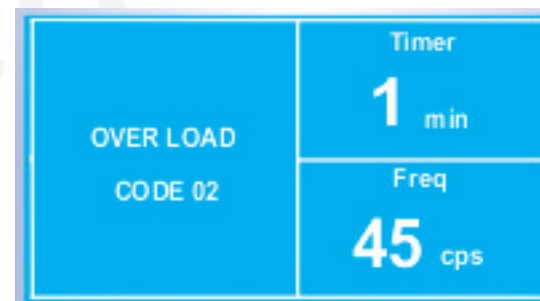 OVER LOAD
CODE 02
Timer
1 min
Freq
45 cps